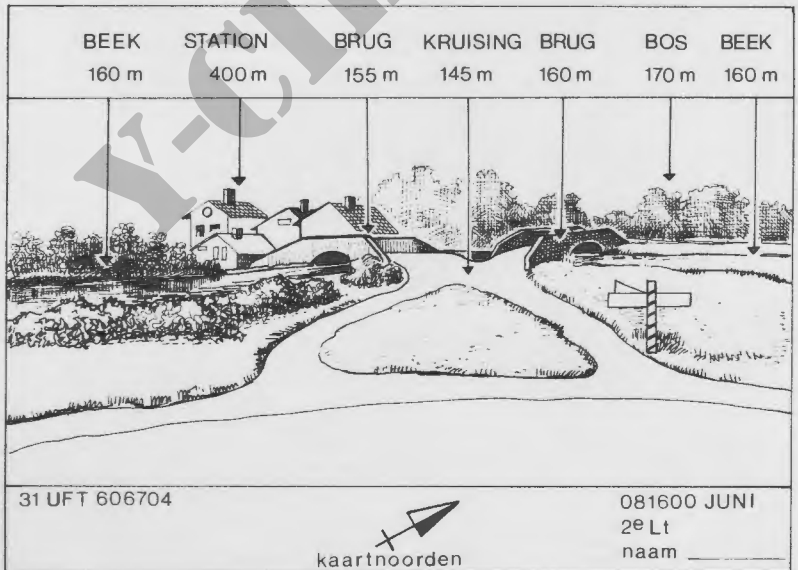 BEEK STATION BRUG KRUISING BRUG BOS BEEK
160 m 400 m 155 m 145 m 160 m 170 m 160 m
31 UFT 606704
kaartnoorden
081600 JUNI
2e Lt
naam